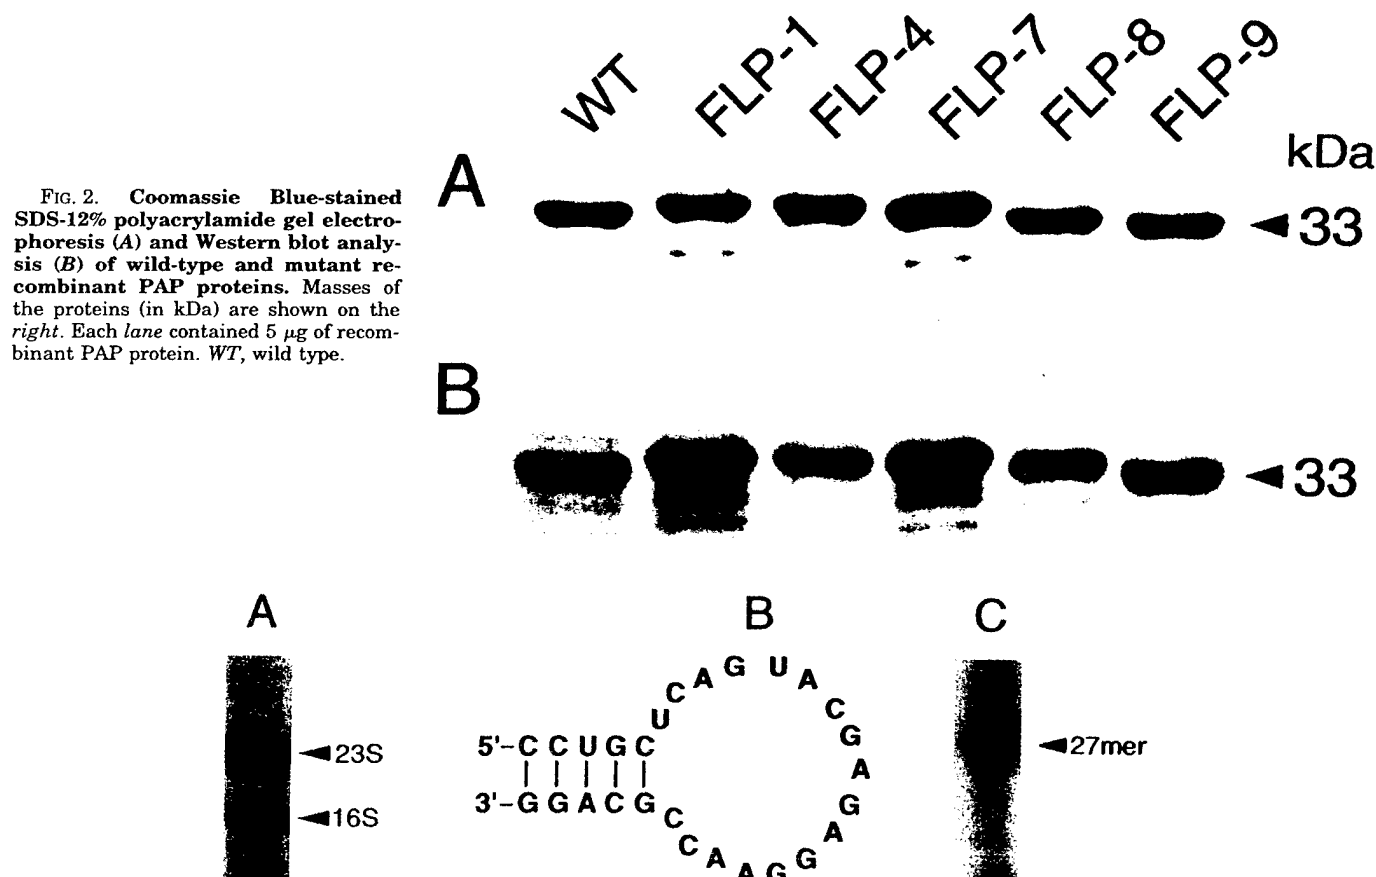 WT FLP-1 FLP-4 FLP-7 FLP-8 FLP-9
kDa
A
33
FIG. 2. Coomassie Blue-stained
SDS-12% polyacrylamide gel electro-
phoresis (A) and Western blot analy-
sis (B) of wild-type and mutant re-
combinant PAP proteins. Masses of
the proteins (in kDa) are shown on the
right. Each lane contained 5 μg of recom-
binant PAP protein. WT, wild type.
B
33
A
23S
16S
B
5'-C C U G C U C A G U A C G A G A G G A A C C
3'-G G A C G
C
27mer